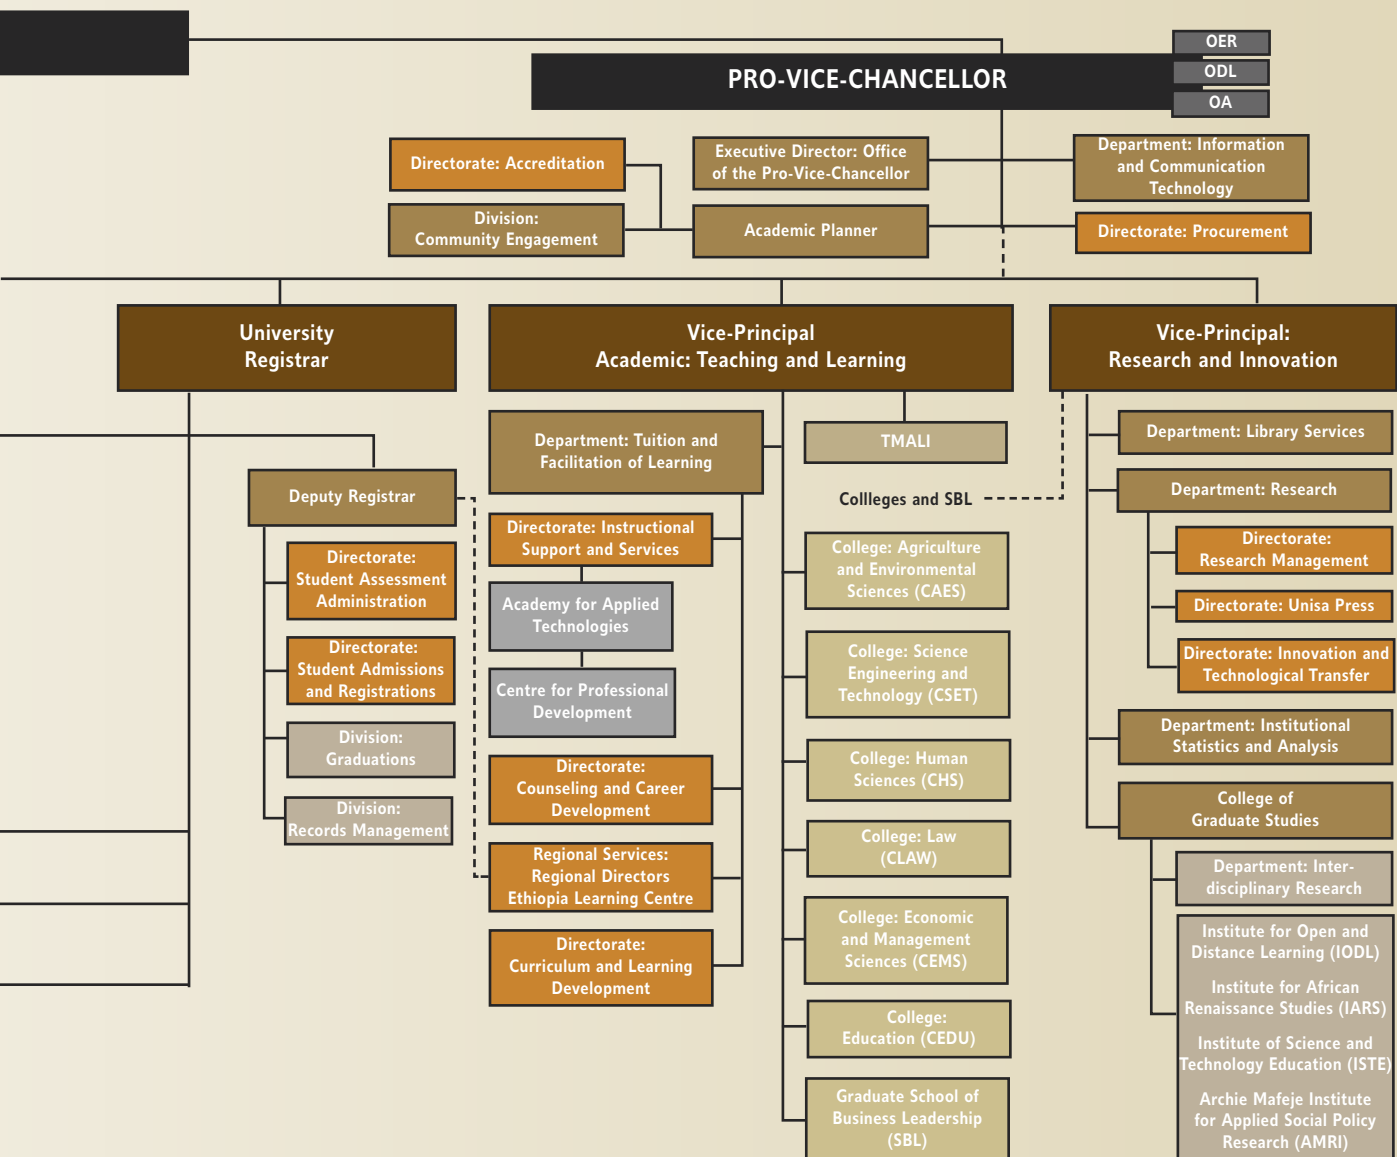 OER
PRO-VICE-CHANCELLOR
ODL
OA
Directorate: Accreditation
Executive Director: Office
of the Pro-Vice-Chancellor
Department: Information
and Communication
Technology
Division:
Community Engagement
Academic Planner
Directorate: Procurement
University
Registrar
Vice-Principal
Academic: Teaching and Learning
Vice-Principal:
Research and Innovation
Deputy Registrar
Directorate:
Student Assessment
Administration
Directorate:
Student Admissions
and Registrations
Division:
Graduations
Division:
Records Management
Department: Tuition and
Facilitation of Learning
Directorate: Instructional
Support and Services
Academy for Applied
Technologies
Centre for Professional
Development
Directorate:
Counseling and Career
Development
Regional Services:
Regional Directors
Ethiopia Learning Centre
Directorate:
Curriculum and Learning
Development
TMALI
Collleges and SBL
College: Agriculture
and Environmental
Sciences (CAES)
College: Science
Engineering and
Technology (CSET)
College: Human
Sciences (CHS)
College: Law
(CLAW)
College: Economic
and Management
Sciences (CEMS)
College:
Education (CEDU)
Graduate School of
Business Leadership
(SBL)
Department: Library Services
Department: Research
Directorate:
Research Management
Directorate: Unisa Press
Directorate: Innovation and
Technological Transfer
Department: Institutional
Statistics and Analysis
College of
Graduate Studies
Department: Inter-
disciplinary Research
Institute for Open and
Distance Learning (IODL)
Institute for African
Renaissance Studies (IARS)
Institute of Science and
Technology Education (ISTE)
Archie Mafeje Institute
for Applied Social Policy
Research (AMRI)